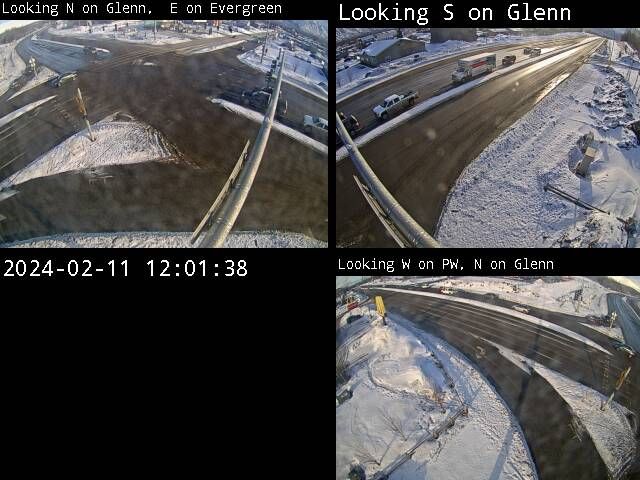 Looking N on Glenn,  E on Evergreen
Looking S on Glenn
2024-02-11 12:01:38
Looking W on PW, N on Glenn